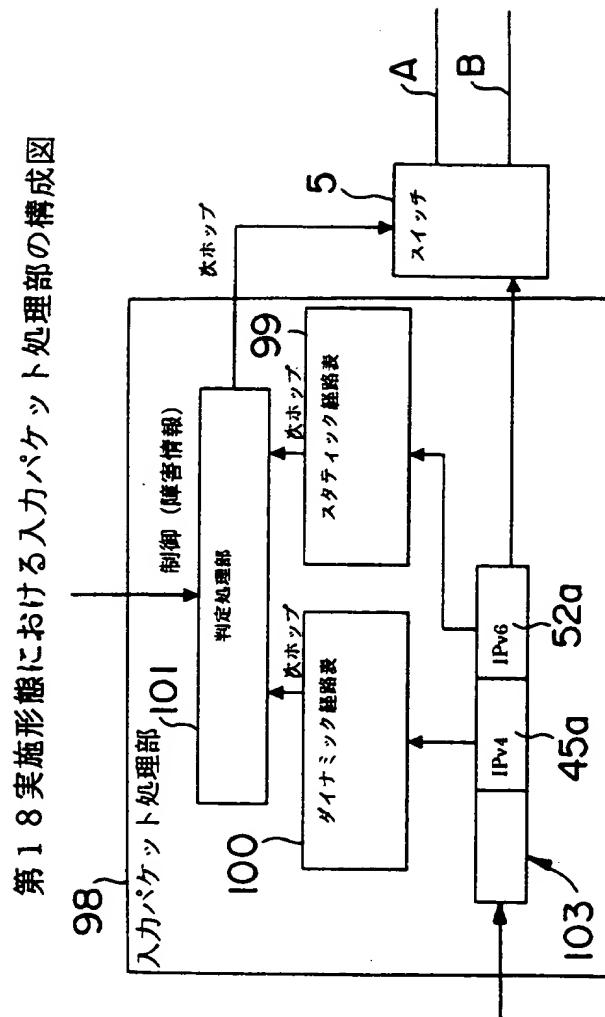 第18実施形態における入力パケット処理部の構成図
98
入力パケット処理部
101
制御 (障害情報)
判定処理部
次ホップ
次ホップ
次ホップ
100
ダイナミック経路表
99
スタティック経路表
5
スイッチ
A
B
IPv4
IPv6
103
45a
52a